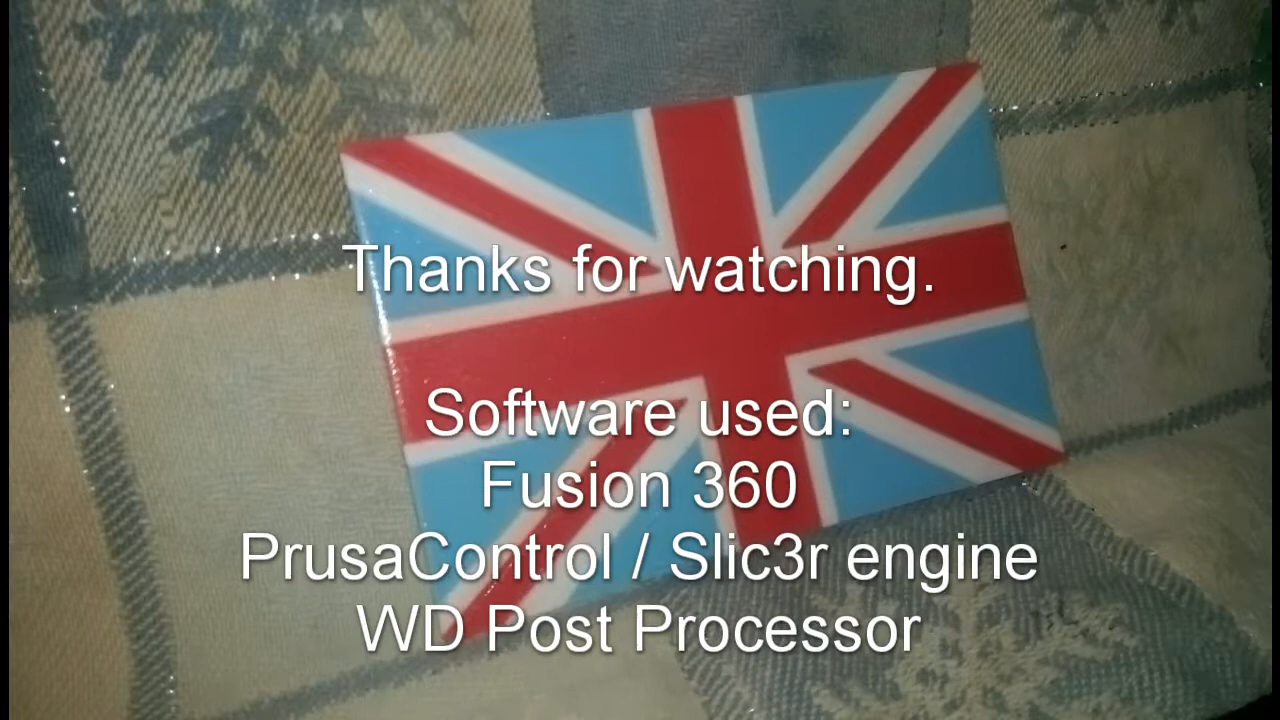 Thanks for watching.
Software used:
Fusion 360
PrusaControl / Slic3r engine
WD Post Processor